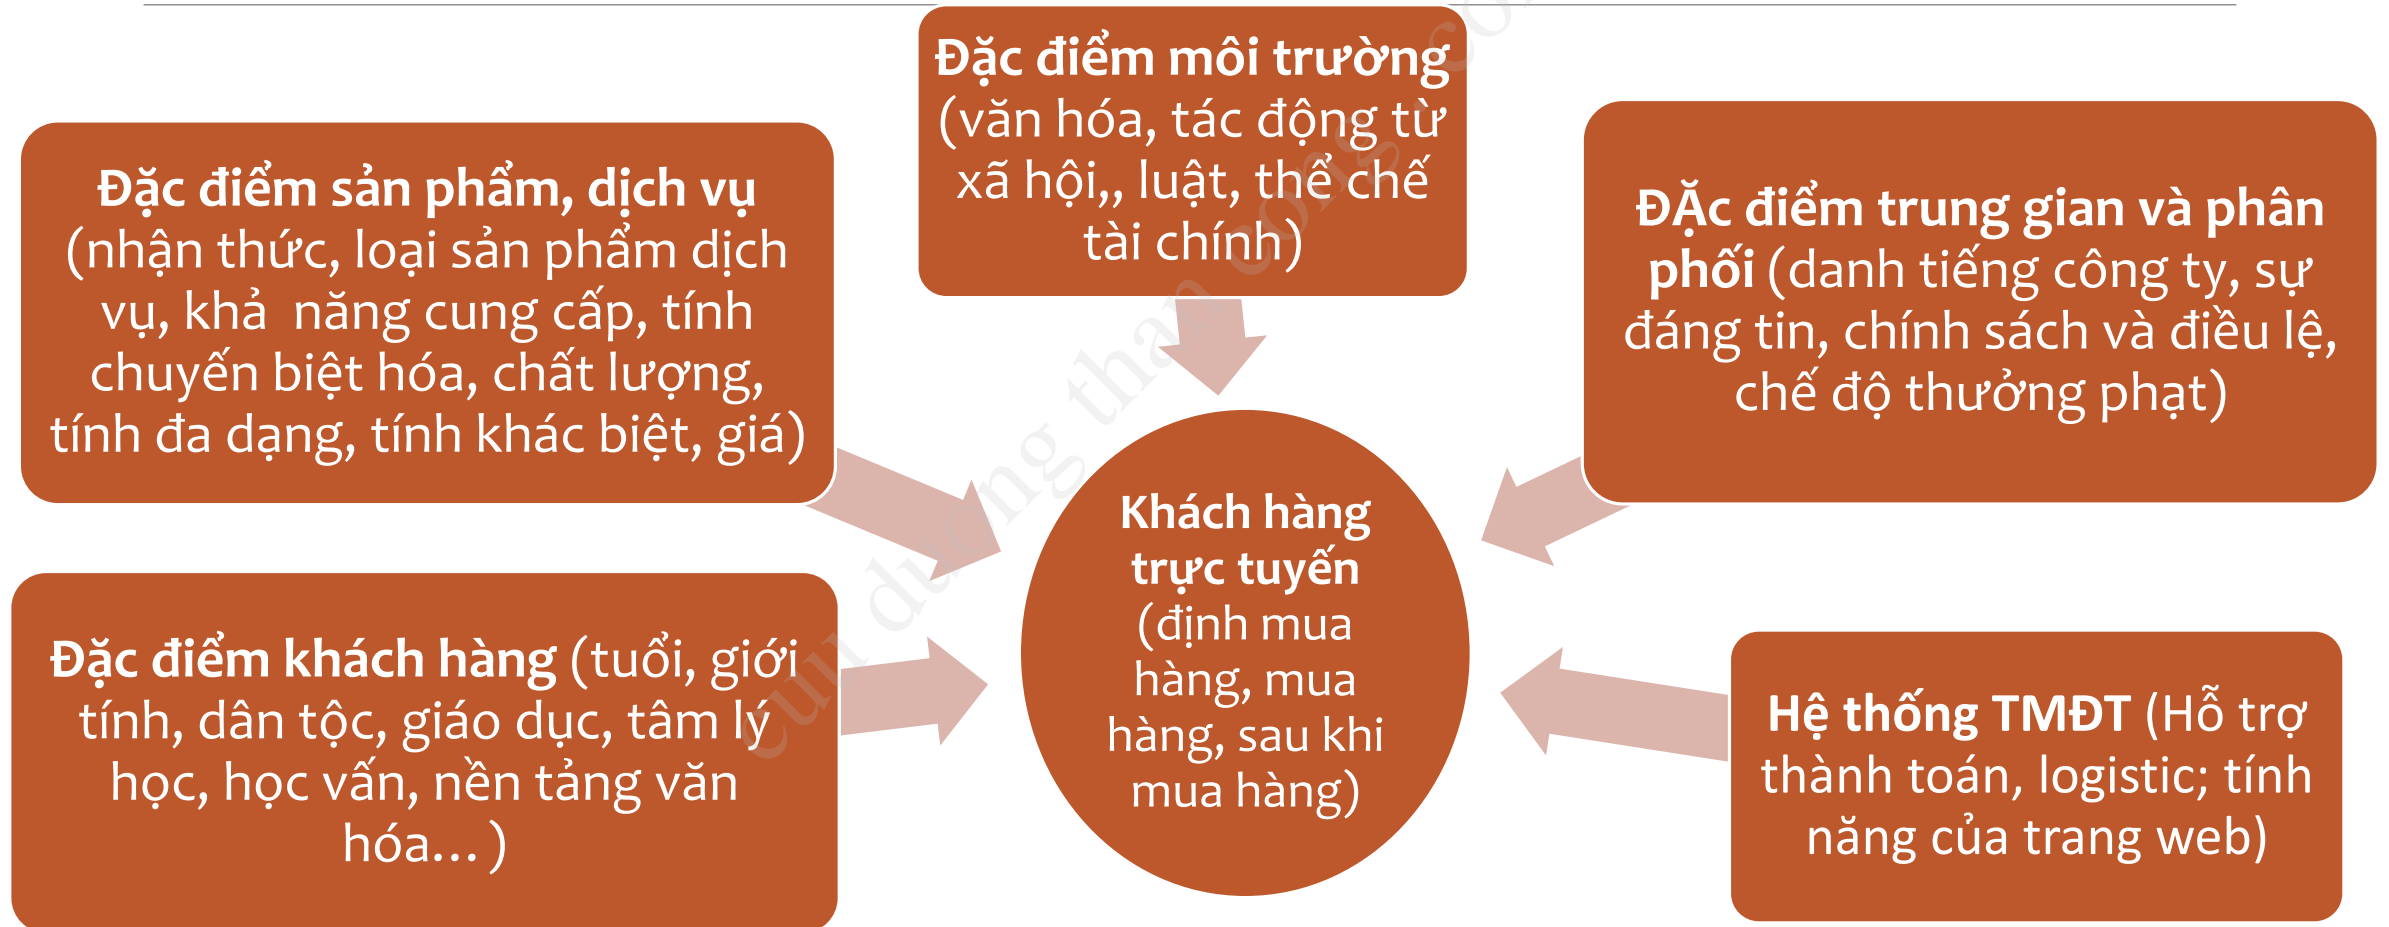 Đặc điểm môi trường
(văn hóa, tác động từ
xã hội,, luật, thể chế
tài chính)
Đặc điểm sản phẩm, dịch vụ
(nhận thức, loại sản phẩm dịch
vụ, khả năng cung cấp, tính
chuyến biệt hóa, chất lượng,
tính đa dạng, tính khác biệt, giá)
ĐẶc điểm trung gian và phân
phối (danh tiếng công ty, sự
đáng tin, chính sách và điều lệ,
chế độ thưởng phạt)
Khách hàng
trực tuyến
(định mua
hàng, mua
hàng, sau khi
mua hàng)
Đặc điểm khách hàng (tuổi, giới
tính, dân tộc, giáo dục, tâm lý
học, học vấn, nền tảng văn
hóa… )
Hệ thống TMĐT (Hỗ trợ
thành toán, logistic; tính
năng của trang web)
cuu duong than cong . co